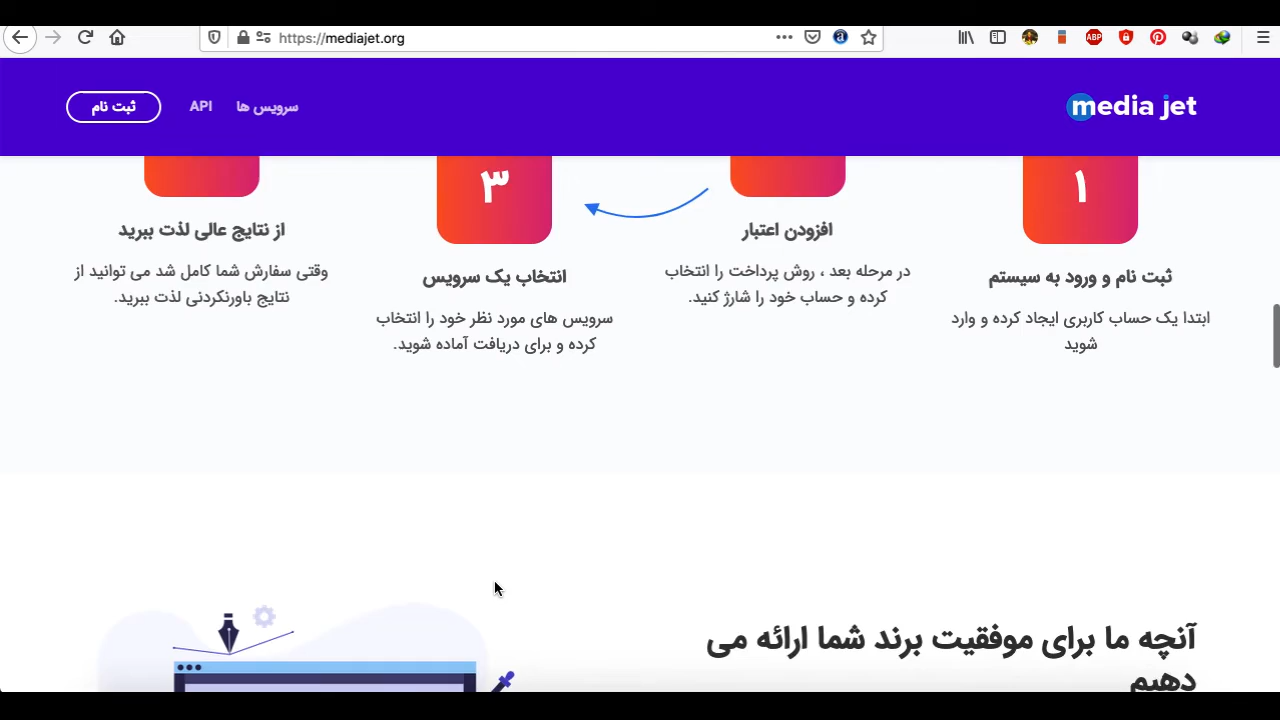 https://mediajet.org
ABP
media jet
سرویس ها
API
ثبت نام
۱
ثبت نام و ورود به سیستم
ابتدا یک حساب کاربری ایجاد کرده و وارد
شوید
افزودن اعتبار
در مرحله بعد ، روش پرداخت را انتخاب
کرده و حساب خود را شارژ کنید.
۳
انتخاب یک سرویس
سرویس های مورد نظر خود را انتخاب
کرده و برای دریافت آماده شوید.
از نتایج عالی لذت ببرید
وقتی سفارش شما کامل شد می توانید از
نتایج باورنکردنی لذت ببرید.
آنچه ما برای موفقیت برند شما ارائه می
دهیم